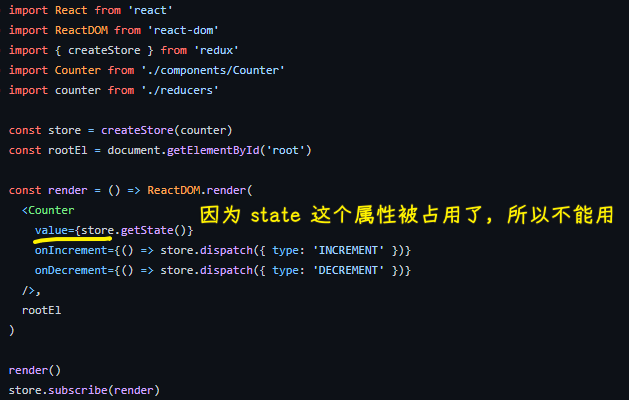 import React from 'react'
import ReactDOM from 'react-dom'
import { createStore } from 'redux'
import Counter from './components/Counter'
import counter from './reducers'
const store = createStore(counter)
const rootEl = document.getElementById('root')
const render = () => ReactDOM.render(
<Counter
因为 state 这个属性被占用了，所以不能用
value={store.getState()}
onIncrement={() => store.dispatch({ type: 'INCREMENT' })}
onDecrement={() => store.dispatch({ type: 'DECREMENT' })}
/>,
rootEl
)
render()
store.subscribe(render)